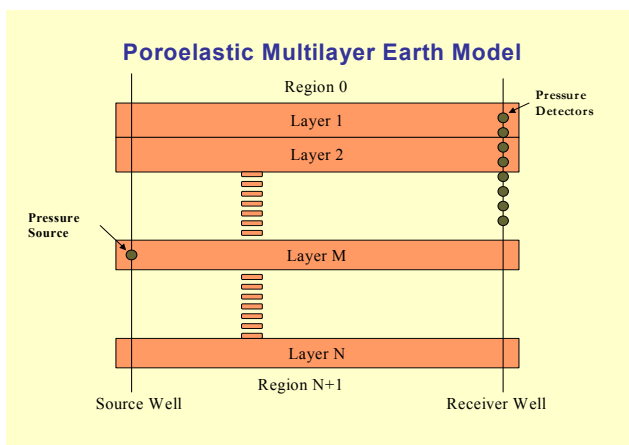 Poroelastic Multilayer Earth Model
Region 0
Pressure
Detectors
Layer 1
Layer 2
Pressure
Source
Layer M
Layer N
Region N+1
Source Well
Receiver Well